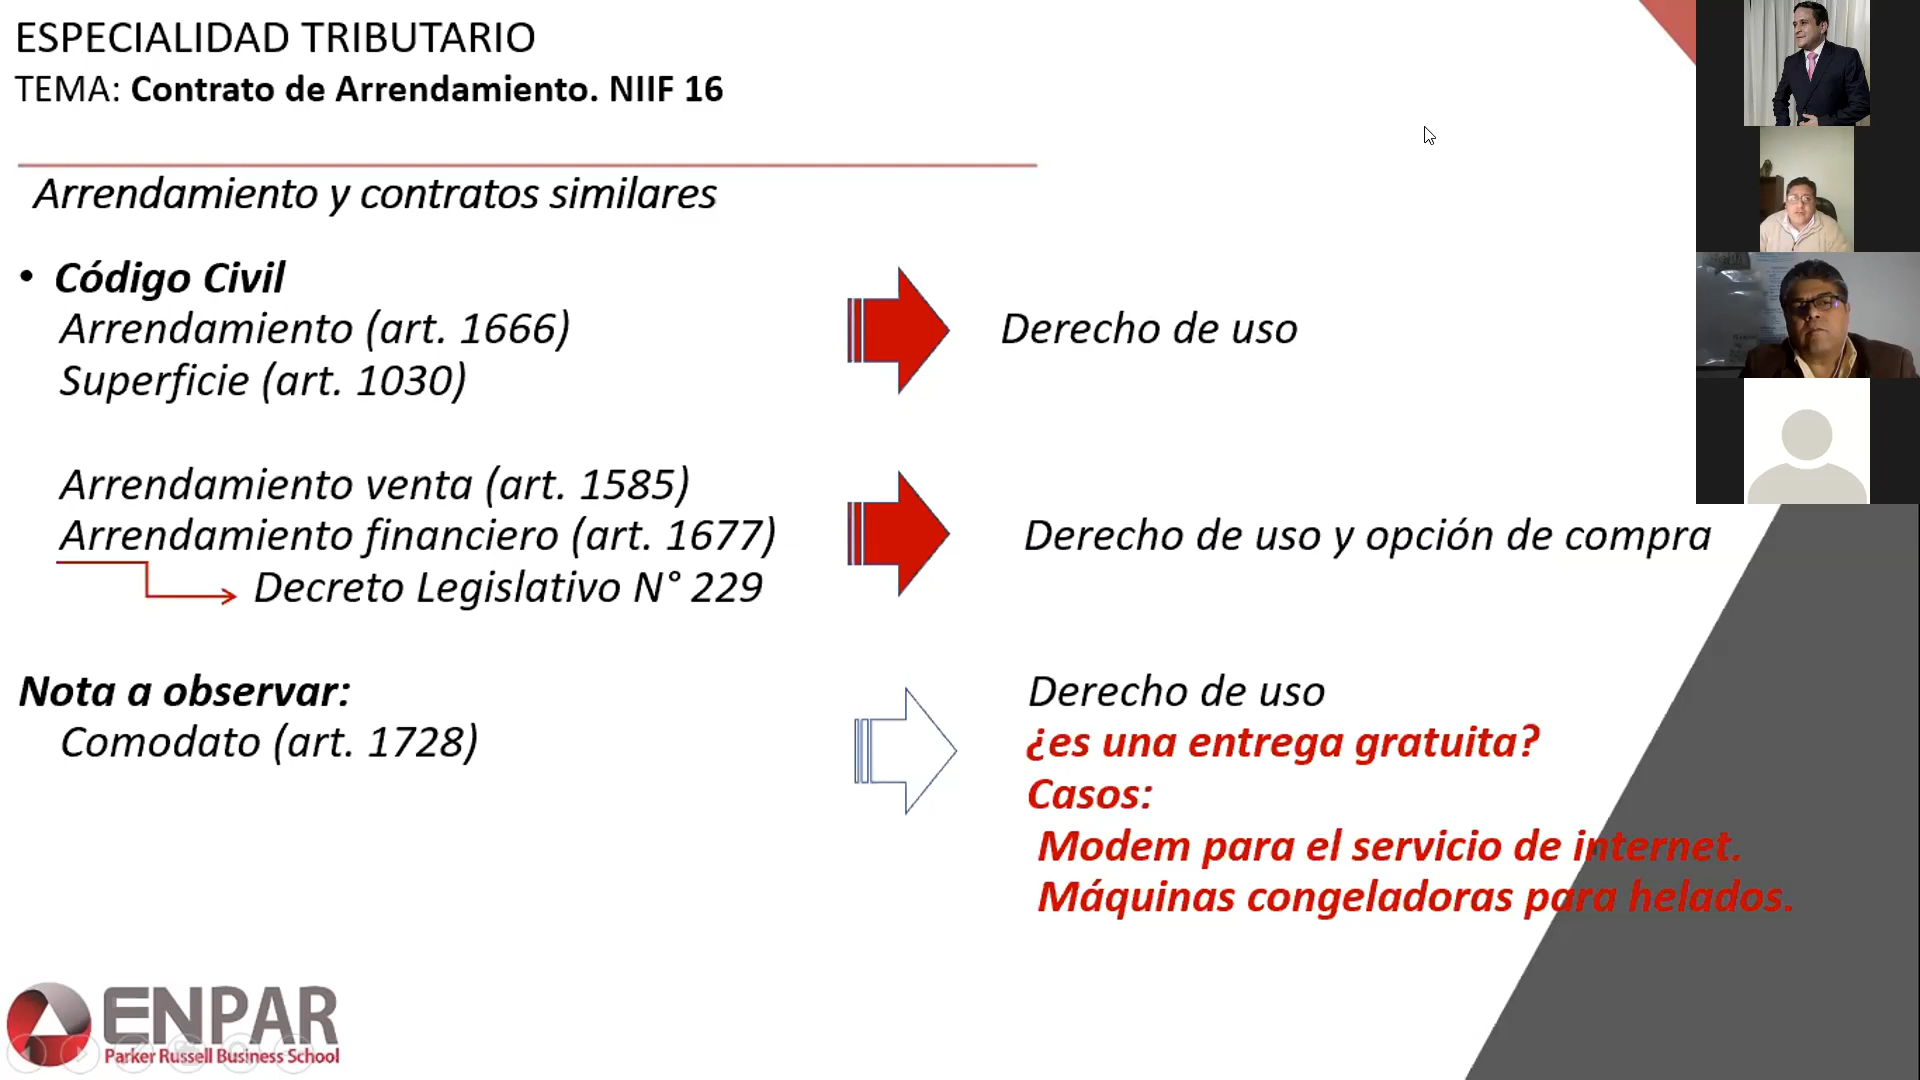 ESPECIALIDAD TRIBUTARIO
TEMA: Contrato de Arrendamiento. NIIF 16
Arrendamiento y contratos similares
• Código Civil
Arrendamiento (art. 1666)
Superficie (art. 1030)
Derecho de uso
Arrendamiento venta (art. 1585)
Arrendamiento financiero (art. 1677)
Decreto Legislativo N° 229
Derecho de uso y opción de compra
Nota a observar:
Comodato (art. 1728)
Derecho de uso
¿es una entrega gratuita?
Casos:
Modem para el servicio de internet.
Máquinas congeladoras para helados.
ENPAR
Parker Russell Business School